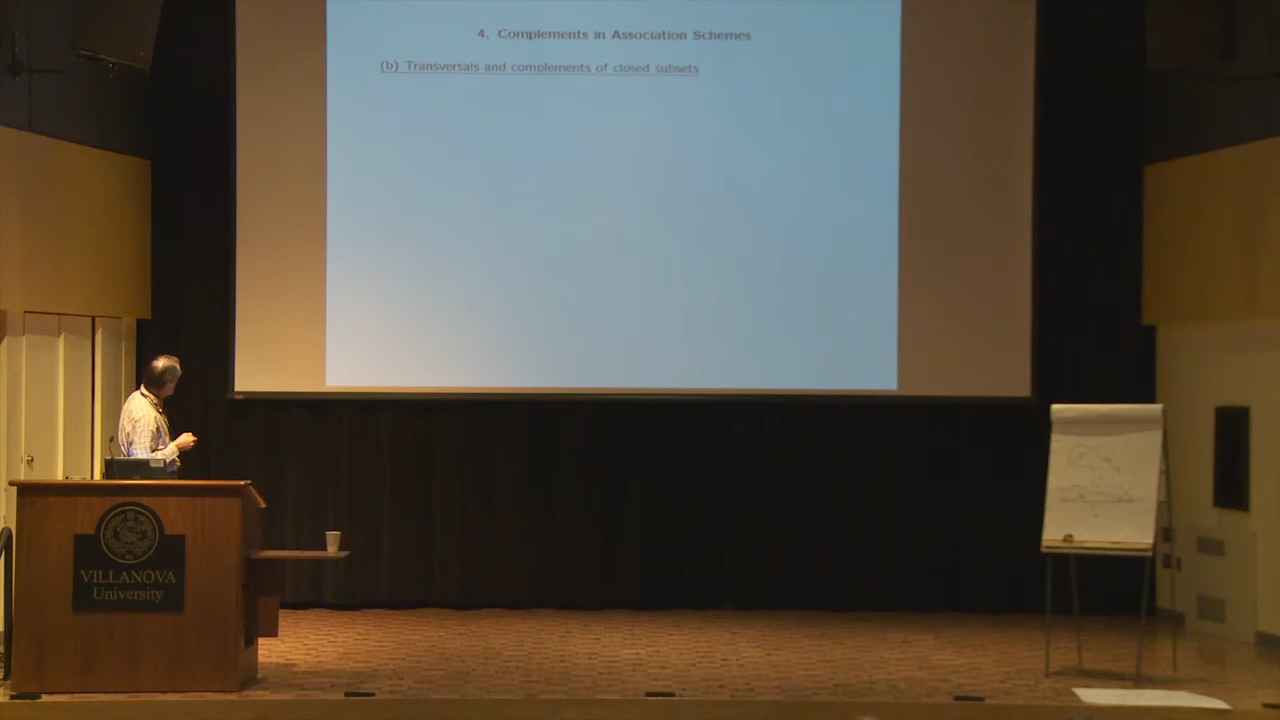 4. Complements in Association Schemes
(b) Transversals and complements of closed subsets
VILLANOVA
University